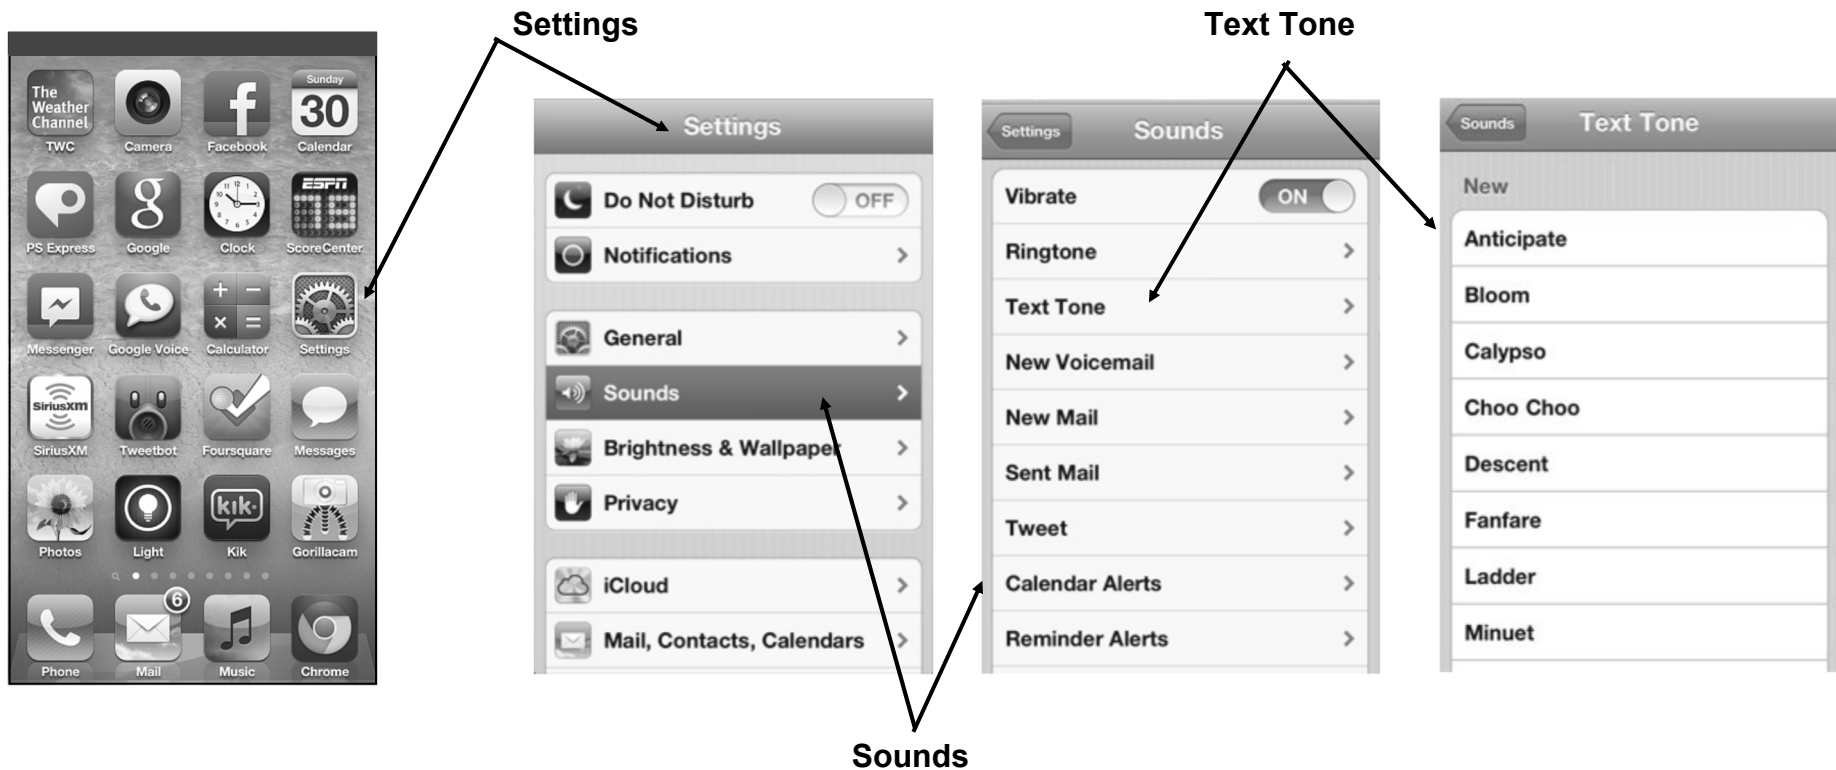 Settings
Text Tone
The
Weather
Channel
TWC
Camera
Facebook
Sunday
30
Calendar
PS Express
Google
Clock
ESPN
ScoreCenter
Messenger
Google Voice
Calculator
Settings
SiriusXM
SiriusXM
Tweetbot
Foursquare
Messages
Photos
Light
kik·
Kik
Gorillacam
Phone
6
Mail
Music
Chrome
Settings
Do Not Disturb OFF
Notifications
General
Sounds
Brightness & Wallpaper
Privacy
iCloud
Mail, Contacts, Calendars
Settings Sounds
Vibrate ON
Ringtone
Text Tone
New Voicemail
New Mail
Sent Mail
Tweet
Calendar Alerts
Reminder Alerts
Sounds Text Tone
New
Anticipate
Bloom
Calypso
Choo Choo
Descent
Fanfare
Ladder
Minuet
Sounds